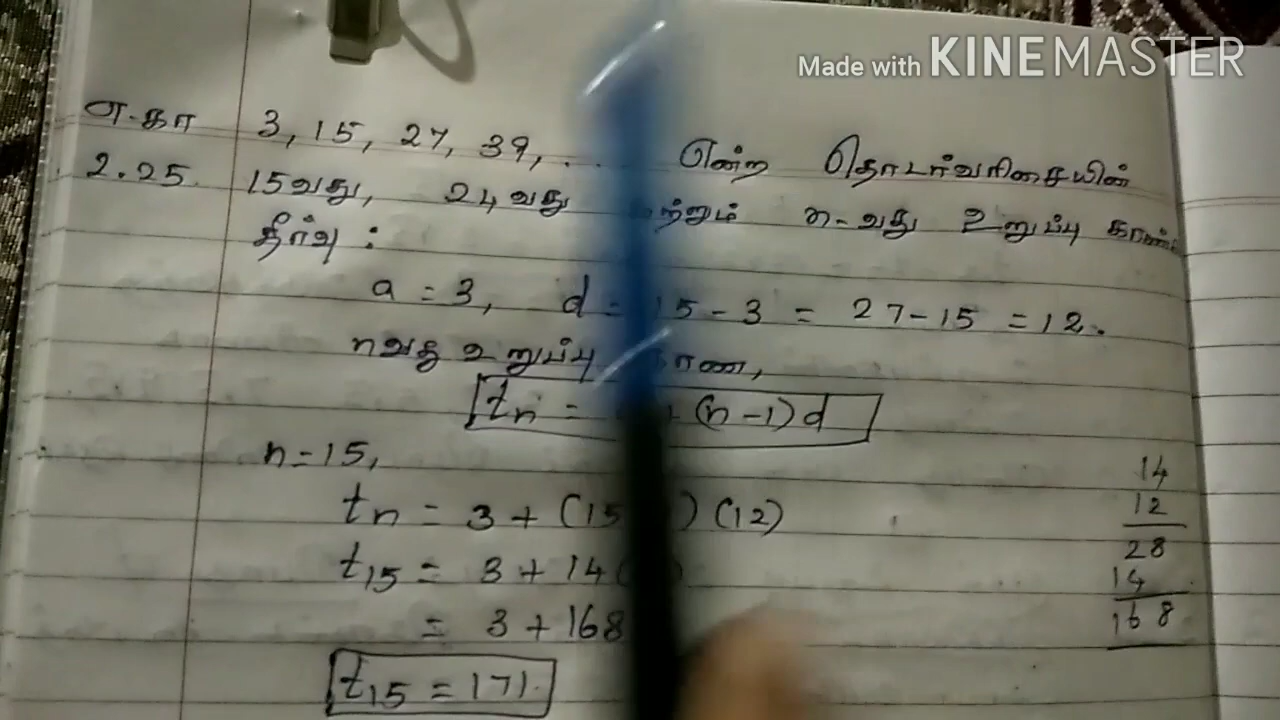 Made with KINEMASTER
எ.கா 3, 15, 27, 39, ... என்ற தொடர்வரிசையின்
2.25 15வது, 24வது மற்றும் n-வது உறுப்பு
தீர்வு :
a = 3, d = 15 - 3 = 27 - 15 = 12.
nவது உறுப்பு காண,
tn = (n - 1) d
n = 15,
tn = 3 + (15 ) (12)
t15 = 3 + 14 (
= 3 + 168
t15 = 171.
14
12
28
14
168